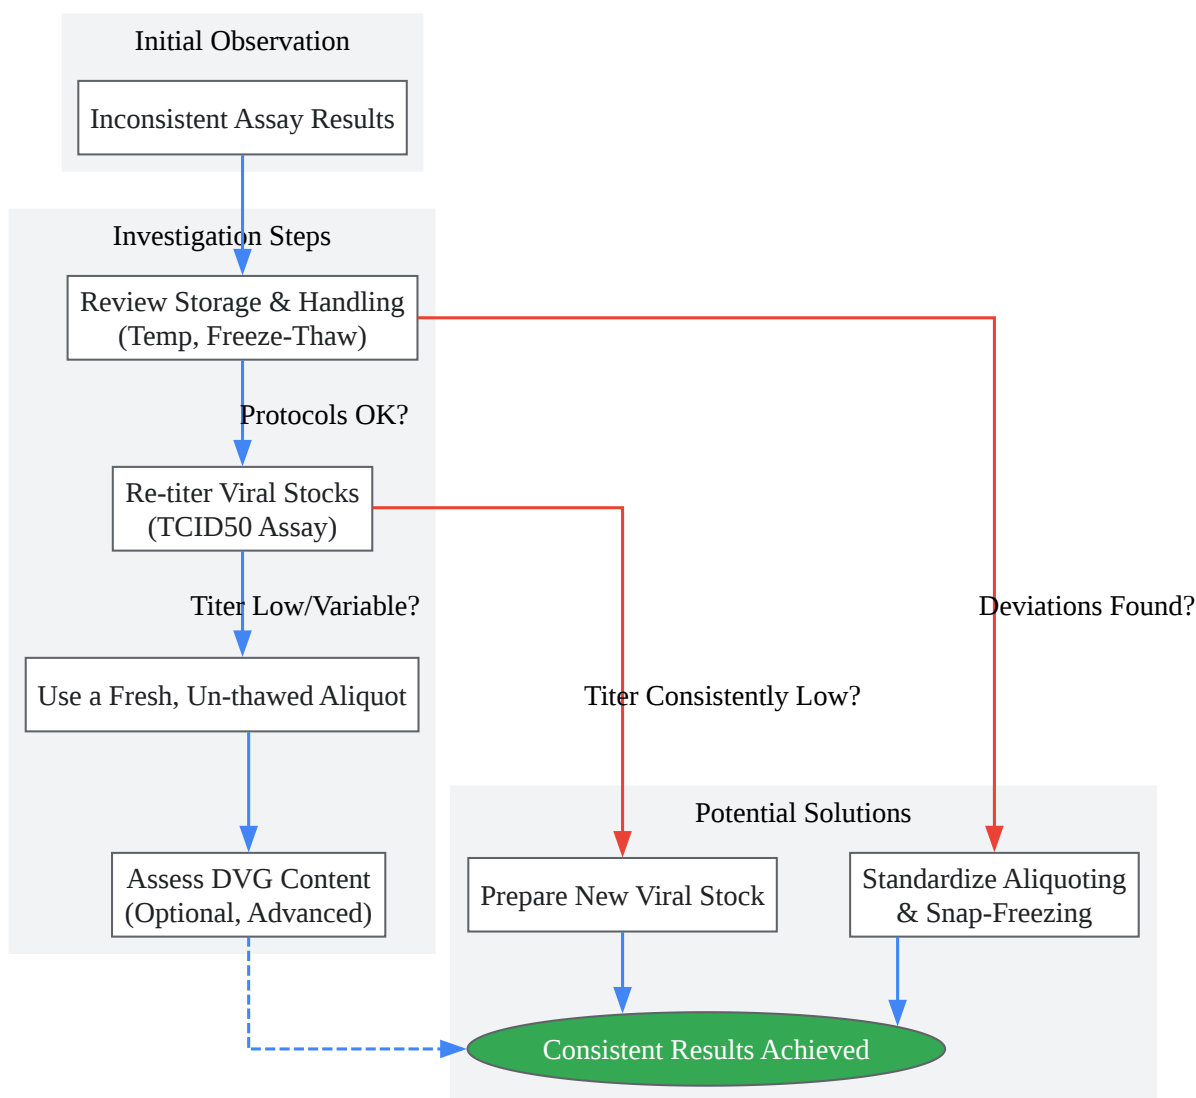 Initial Observation
Inconsistent Assay Results
Investigation Steps
Review Storage & Handling
(Temp, Freeze-Thaw)
Protocols OK?
Re-titer Viral Stocks
(TCID50 Assay)
Titer Low/Variable?
Deviations Found?
Use a Fresh, Un-thawed Aliquot
Titer Consistently Low?
Potential Solutions
Assess DVG Content
(Optional, Advanced)
Prepare New Viral Stock
Standardize Aliquoting
& Snap-Freezing
Consistent Results Achieved